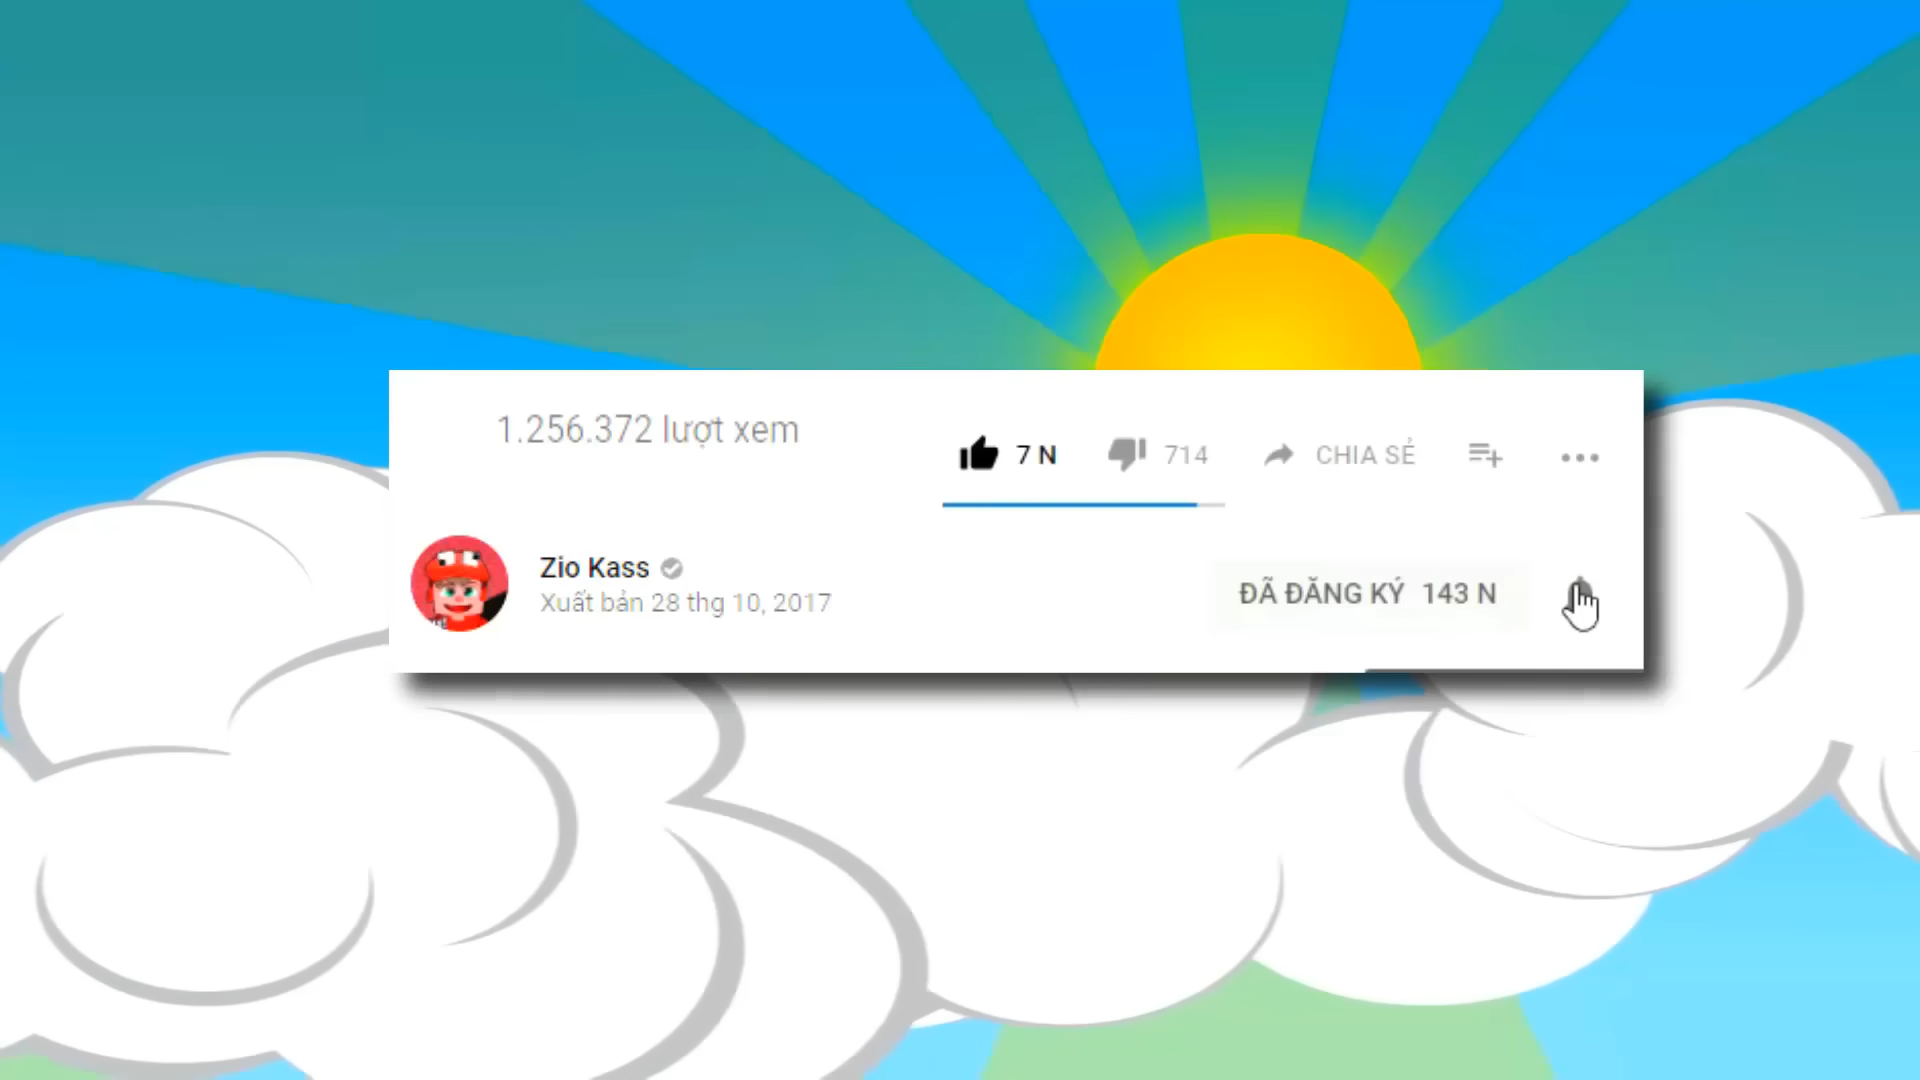 1.256.372 lượt xem
7 N 714 CHIA SẺ
Zio Kass
Xuất bản 28 thg 10, 2017
ĐÃ ĐĂNG KÝ 143 N